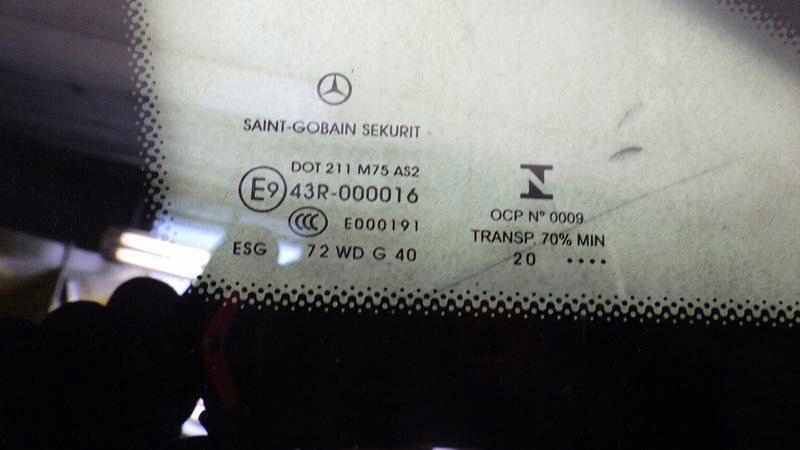 SAINT-GOBAIN SEKURIT
DOT 211 M75 AS2
E9 43R-000016
CCC E000191
ESG 72 WD G 40
N
OCP N° 0009
TRANSP. 70% MIN
20 ••••